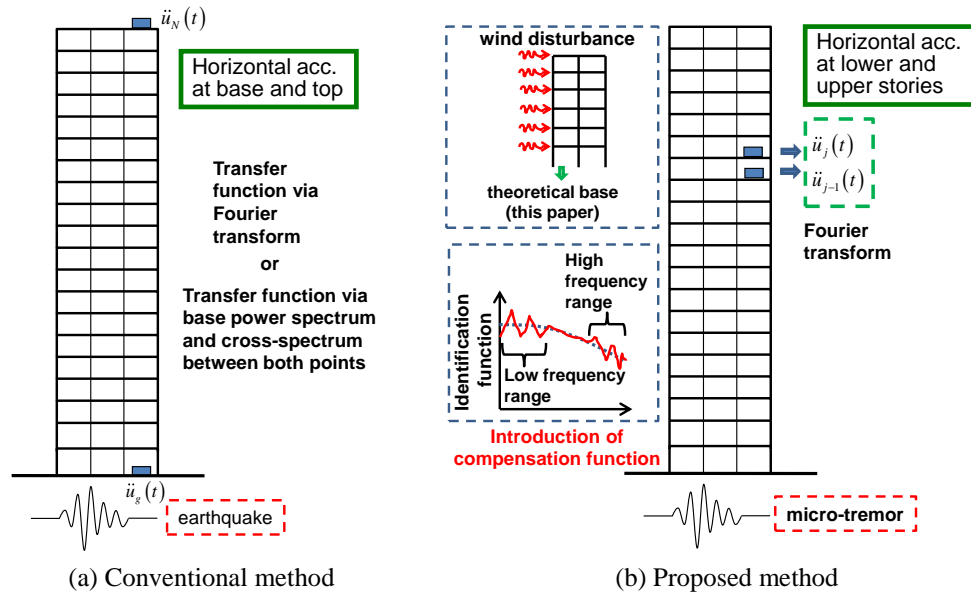 ü_N(t)
Horizontal acc.
at base and top
Transfer
function via
Fourier
transform
or
Transfer function via
base power spectrum
and cross-spectrum
between both points
ü_g(t)
earthquake
(a) Conventional method
wind disturbance
theoretical base
(this paper)
Horizontal acc.
at lower and
upper stories
ü_j(t)
ü_{j-1}(t)
Fourier
transform
High
frequency
range
Identification
function
Low frequency
range
Introduction of
compensation function
micro-tremor
(b) Proposed method